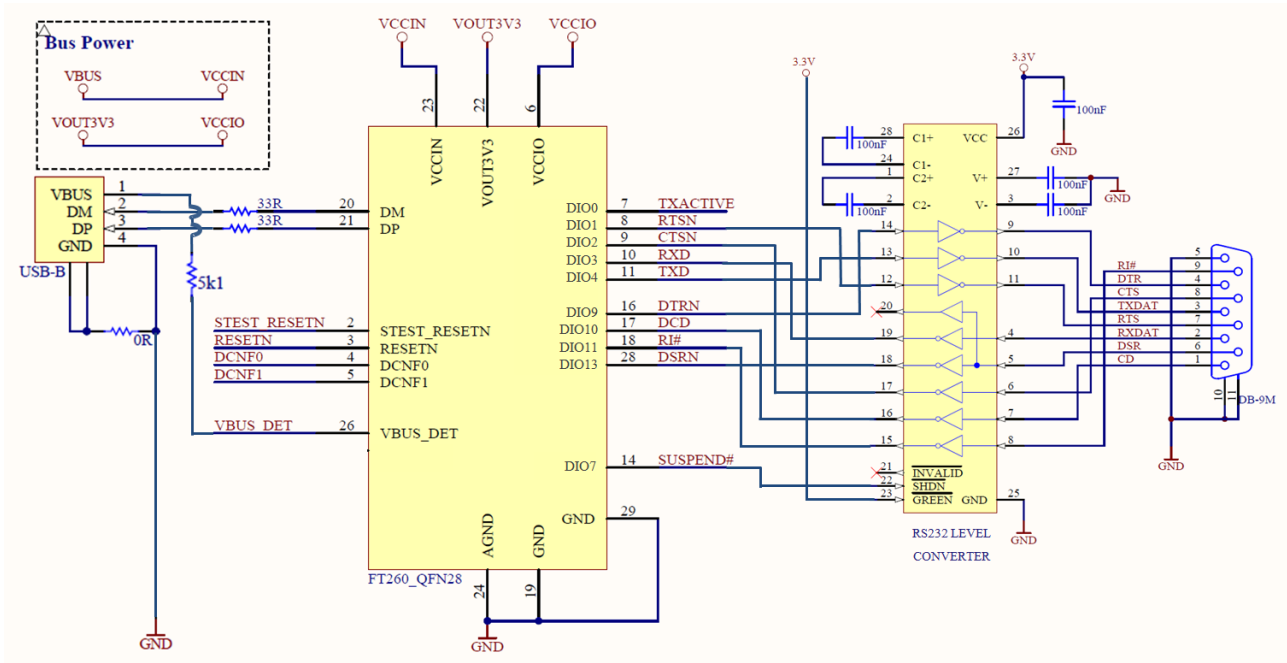 Bus Power
VBUS VCCIN
VOUT3V3 VCCIO
VCCIN VOUT3V3 VCCIO
23 22 6
VCCIN VOUT3V3 VCCIO
VBUS 1
DM 2 33R 20 DM
DP 3 33R 21 DP
GND 4
USB-B
5k1
0R
STEST_RESETN 2 STEST_RESETN
RESETN 3 RESETN
DCNF0 4 DCNF0
DCNF1 5 DCNF1
VBUS_DET 26 VBUS_DET
GND
DIO0 7 TXACTIVE
DIO1 8 RTSN
DIO2 9 CTSN
DIO3 10 RXD
DIO4 11 TXD
DIO9 16 DTRN
DIO10 17 DCD
DIO11 18 RI#
DIO13 28 DSRN
DIO7 14 SUSPEND#
GND 29
AGND GND
24 19
FT260_QFN28
GND
3.3V
3.3V
100nF
GND
100nF 28 C1+ VCC 26
24 C1-
1 C2+ V+ 27 100nF
GND
100nF 2 C2- V- 3 100nF
14 9
13 10
12 11
20
19 4
18 5
17 6
16 7
15 8
21 INVALID
22 SHDN
23 GREEN GND 25
GND
RS232 LEVEL
CONVERTER
5
RI# 9
DTR 4
CTS 8
TXDAT 3
RTS 7
RXDAT 2
DSR 6
CD 1
10 11
DB-9M
GND